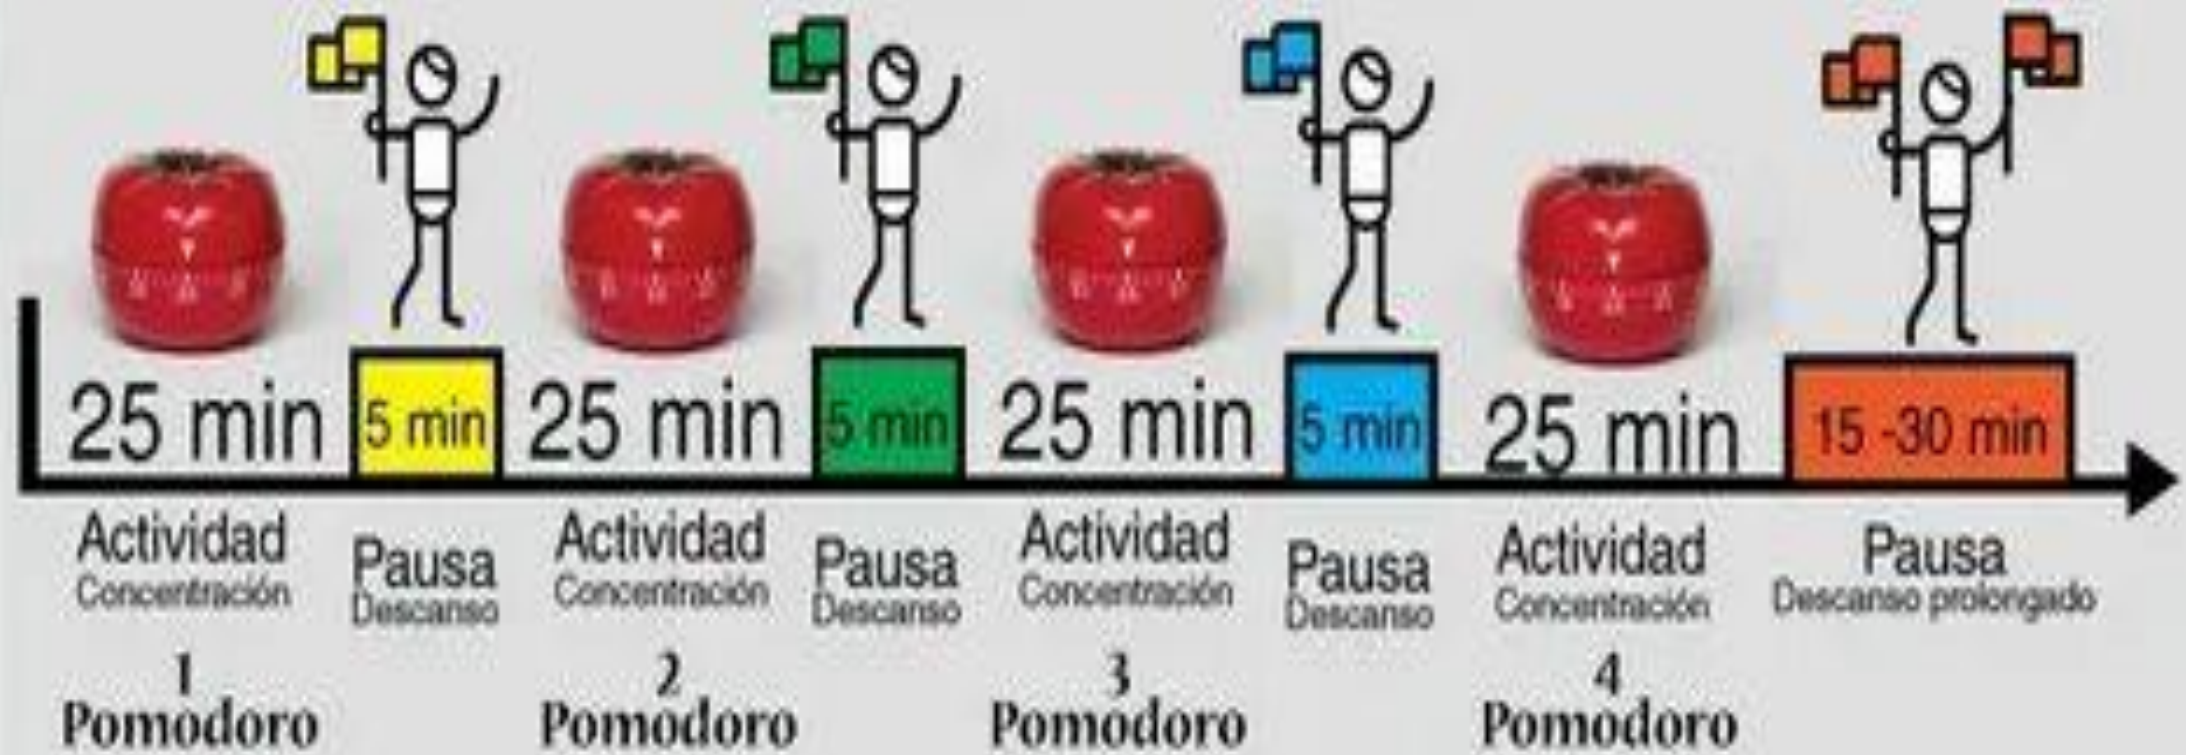 25 min
5 min
25 min
5 min
25 min
5 min
25 min
15 -30 min
Actividad
Concentración
Pausa
Descanso
Actividad
Concentración
Pausa
Descanso
Actividad
Concentración
Pausa
Descanso
Actividad
Concentración
Pausa
Descanso prolongado
1
Pomodoro
2
Pomodoro
3
Pomodoro
4
Pomodoro